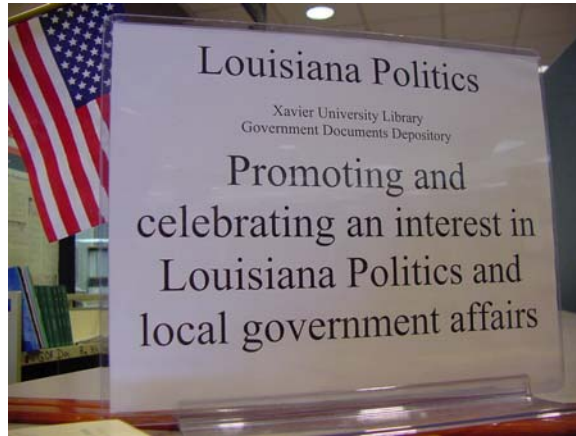 Louisiana Politics
Xavier University Library
Government Documents Depository
Promoting and
celebrating an interest in
Louisiana Politics and
local government affairs